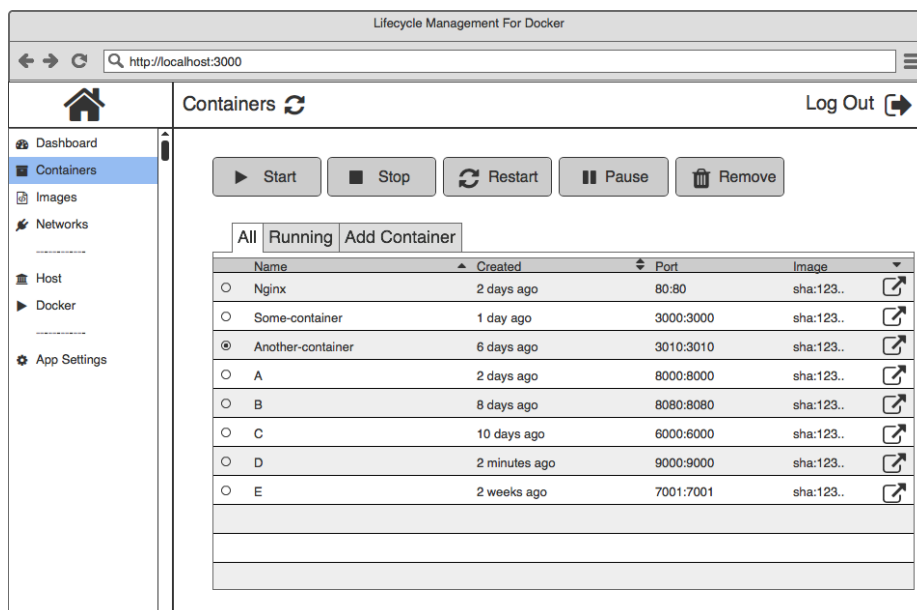 Lifecycle Management For Docker
http://localhost:3000
Containers
Log Out
Dashboard
Containers
Images
Networks
------------
Host
Docker
------------
App Settings
Start Stop Restart Pause Remove
All Running Add Container
Name Created Port Image
Nginx 2 days ago 80:80 sha:123..
Some-container 1 day ago 3000:3000 sha:123..
Another-container 6 days ago 3010:3010 sha:123..
A 2 days ago 8000:8000 sha:123..
B 8 days ago 8080:8080 sha:123..
C 10 days ago 6000:6000 sha:123..
D 2 minutes ago 9000:9000 sha:123..
E 2 weeks ago 7001:7001 sha:123..